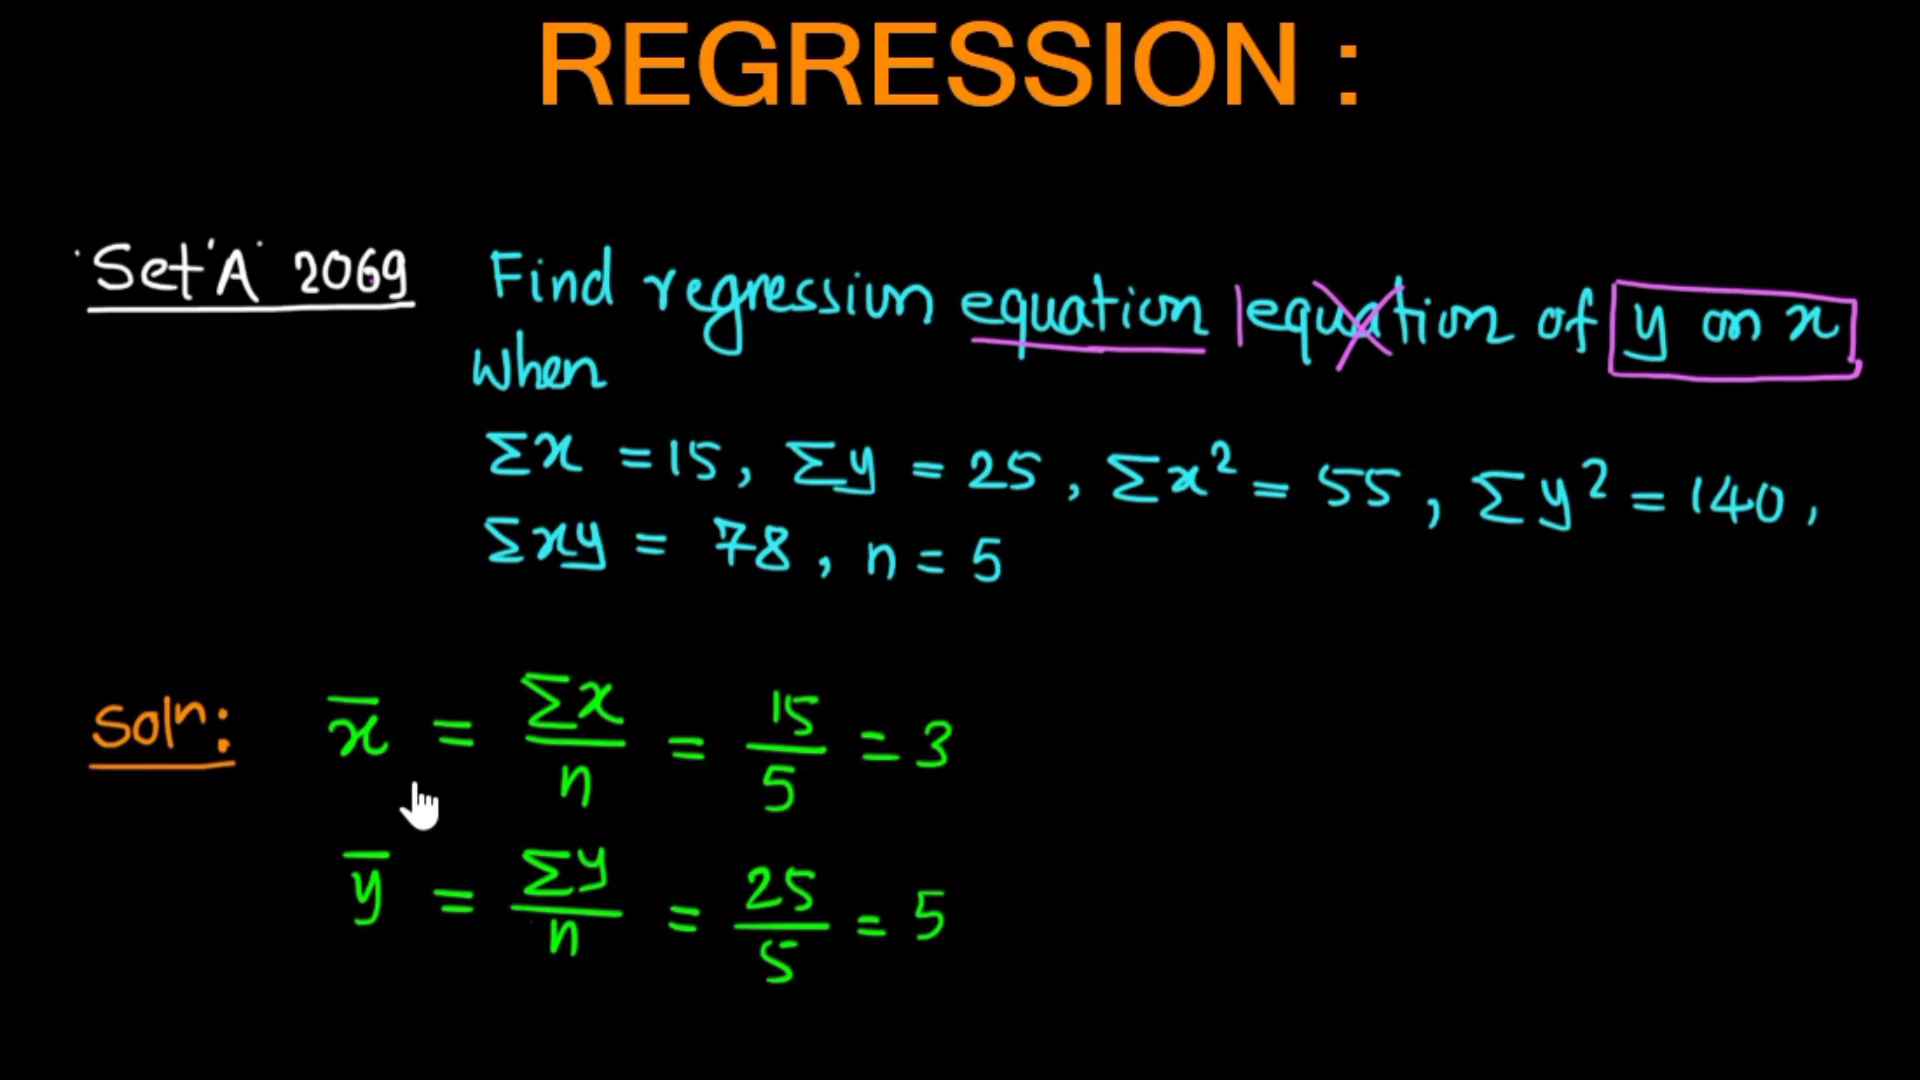 REGRESSION :
Set 'A' 2069 Find regression equation equation of y on x
when
Σx = 15, Σy = 25, Σx² = 55, Σy² = 140,
Σxy = 78, n = 5
Soln: x̅ = Σx/n = 15/5 = 3
y̅ = Σy/n = 25/5 = 5